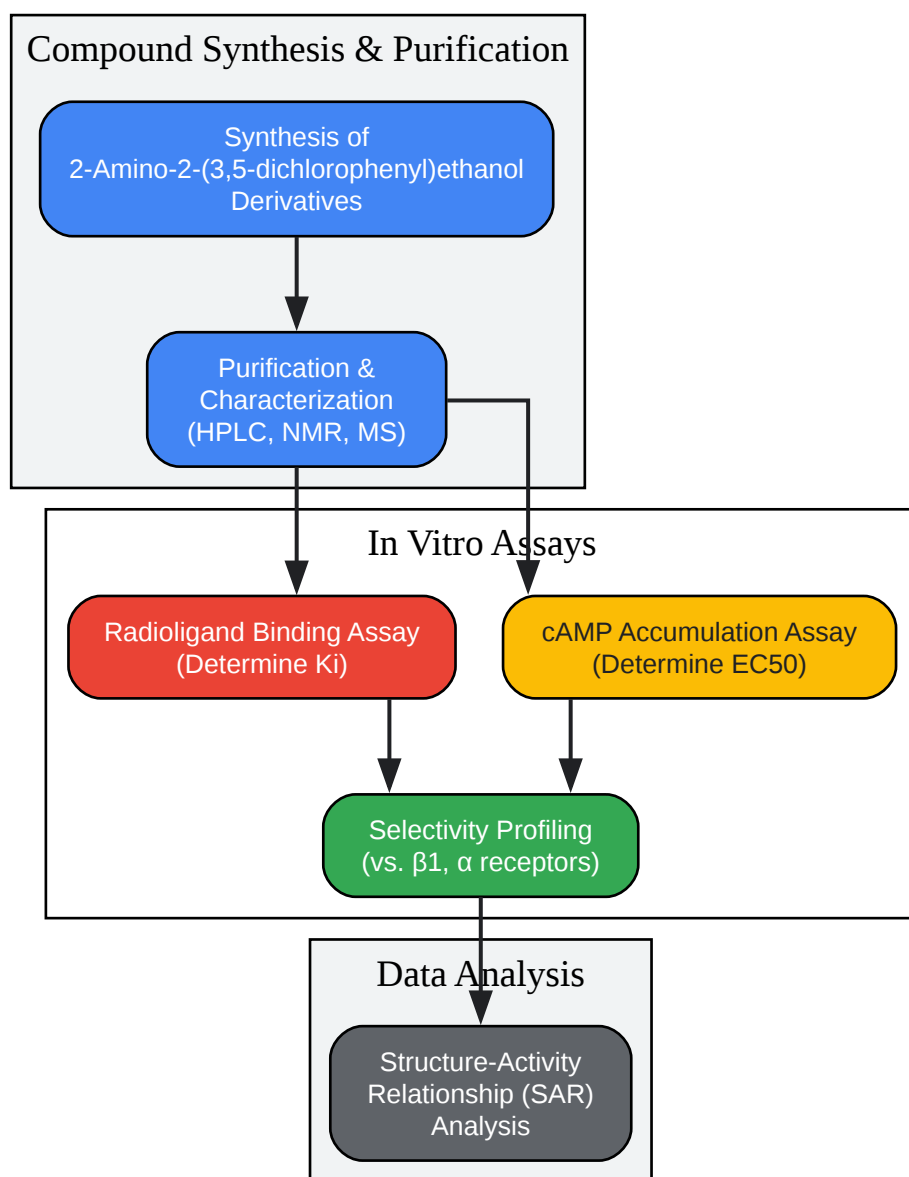 Compound Synthesis & Purification
Synthesis of
2-Amino-2-(3,5-dichlorophenyl)ethanol
Derivatives
Purification &
Characterization
(HPLC, NMR, MS)
In Vitro Assays
Radioligand Binding Assay
(Determine Ki)
cAMP Accumulation Assay
(Determine EC50)
Selectivity Profiling
(vs. β1, α receptors)
Data Analysis
Structure-Activity
Relationship (SAR)
Analysis